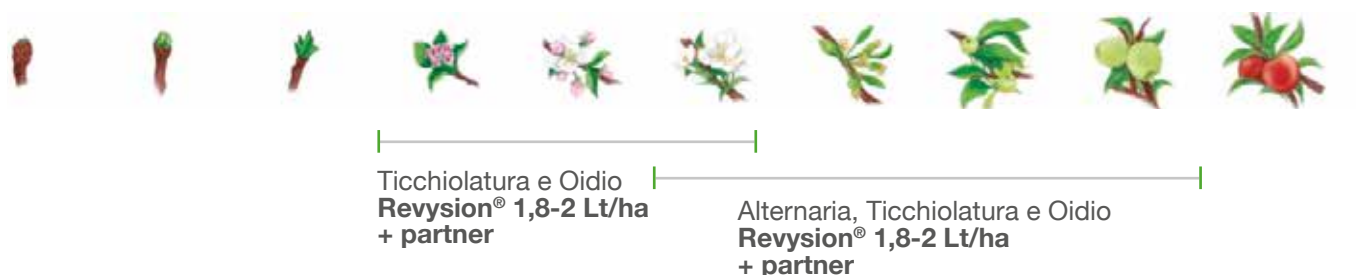 Ticchiolatura e Oidio
Revysion® 1,8-2 Lt/ha
+ partner
Alternaria, Ticchiolatura e Oidio
Revysion® 1,8-2 Lt/ha
+ partner